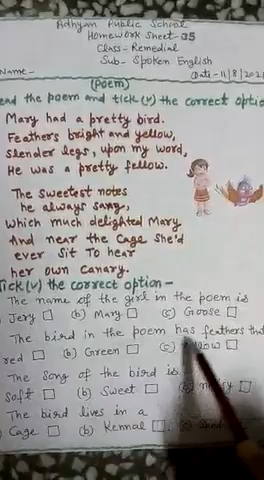 Adhyan Public School
Homework Sheet-35
Class- Remedial
Sub- Spoken English
Name- Date-11/8/202
(Poem)
ead the poem and tick(v) the correct optio
Mary had a pretty bird.
Feathers bright and yellow,
Slender legs, upon my word,
He was a pretty fellow.
The sweetest notes
he always sang,
which much delighted Mary
And near the Cage she'd
ever sit To hear
her own Canary.
Tick(v) the correct option-
The name of the girl in the poem is
Jery (b) Mary (c) Goose
The bird in the poem has feathers that
red (b) Green (c)
The song of the bird is
Soft (b) Sweet
The bird lives in a
Cage (b) Kennal